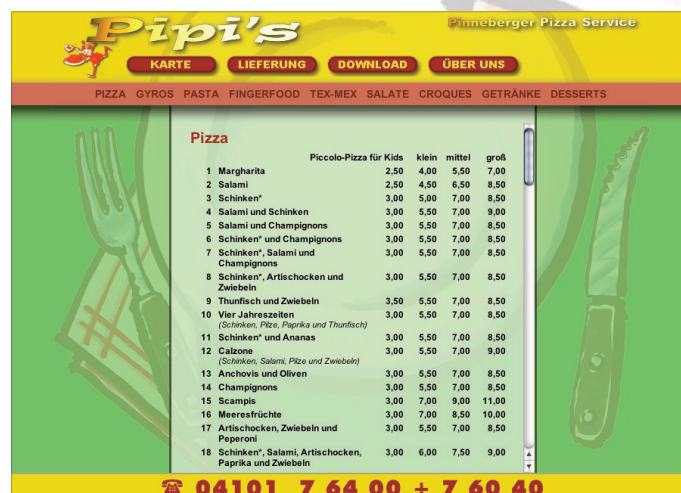 Pipi's
Pinneberger Pizza Service
KARTE LIEFERUNG DOWNLOAD ÜBER UNS
PIZZA GYROS PASTA FINGERFOOD TEX-MEX SALATE CROQUES GETRÄNKE DESSERTS
Pizza
Piccolo-Pizza für Kids klein mittel groß
1 Margharita 2,50 4,00 5,50 7,00
2 Salami 2,50 4,50 6,50 8,50
3 Schinken* 3,00 5,00 7,00 8,50
4 Salami und Schinken 3,00 5,50 7,00 9,00
5 Salami und Champignons 3,00 5,50 7,00 8,50
6 Schinken* und Champignons 3,00 5,50 7,00 8,50
7 Schinken*, Salami und 3,00 5,50 7,00 8,50
Champignons
8 Schinken*, Artischocken und 3,00 5,50 7,00 8,50
Zwiebeln
9 Thunfisch und Zwiebeln 3,50 5,50 7,00 8,50
10 Vier Jahreszeiten 3,00 5,50 7,00 8,50
(Schinken, Pilze, Paprika und Thunfisch)
11 Schinken* und Ananas 3,00 5,50 7,00 8,50
12 Calzone 3,00 5,50 7,00 9,00
(Schinken, Salami, Pilze und Zwiebeln)
13 Anchovis und Oliven 3,00 5,50 7,00 8,50
14 Champignons 3,00 5,50 7,00 8,50
15 Scampis 3,00 7,00 9,00 11,00
16 Meeresfrüchte 3,00 7,00 8,50 10,00
17 Artischocken, Zwiebeln und 3,00 5,50 7,00 8,50
Peperoni
18 Schinken*, Salami, Artischocken, 3,00 6,00 7,50 9,00
Paprika und Zwiebeln
☎ 04101 7 64 00 + 7 60 40